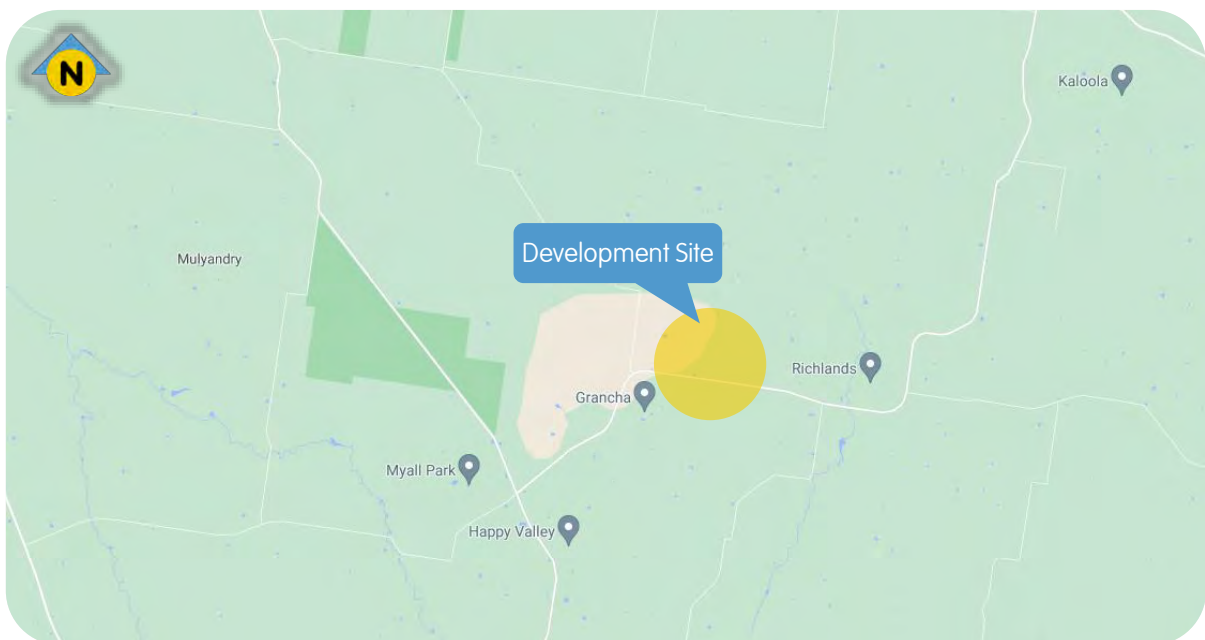 N
Kaloola
Mulyandry
Development Site
Richlands
Grancha
Myall Park
Happy Valley